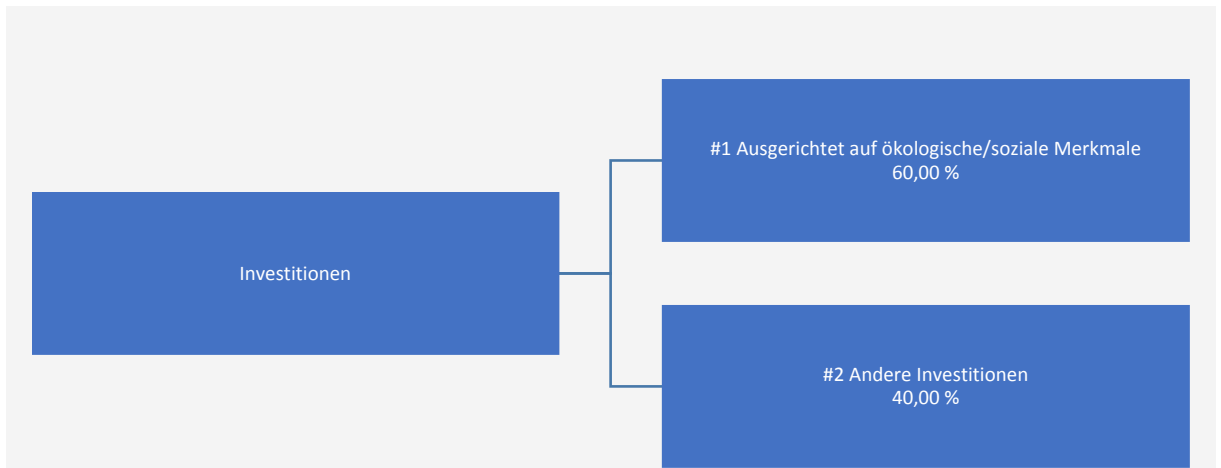 #1 Ausgerichtet auf ökologische/soziale Merkmale
60,00 %
Investitionen
#2 Andere Investitionen
40,00 %